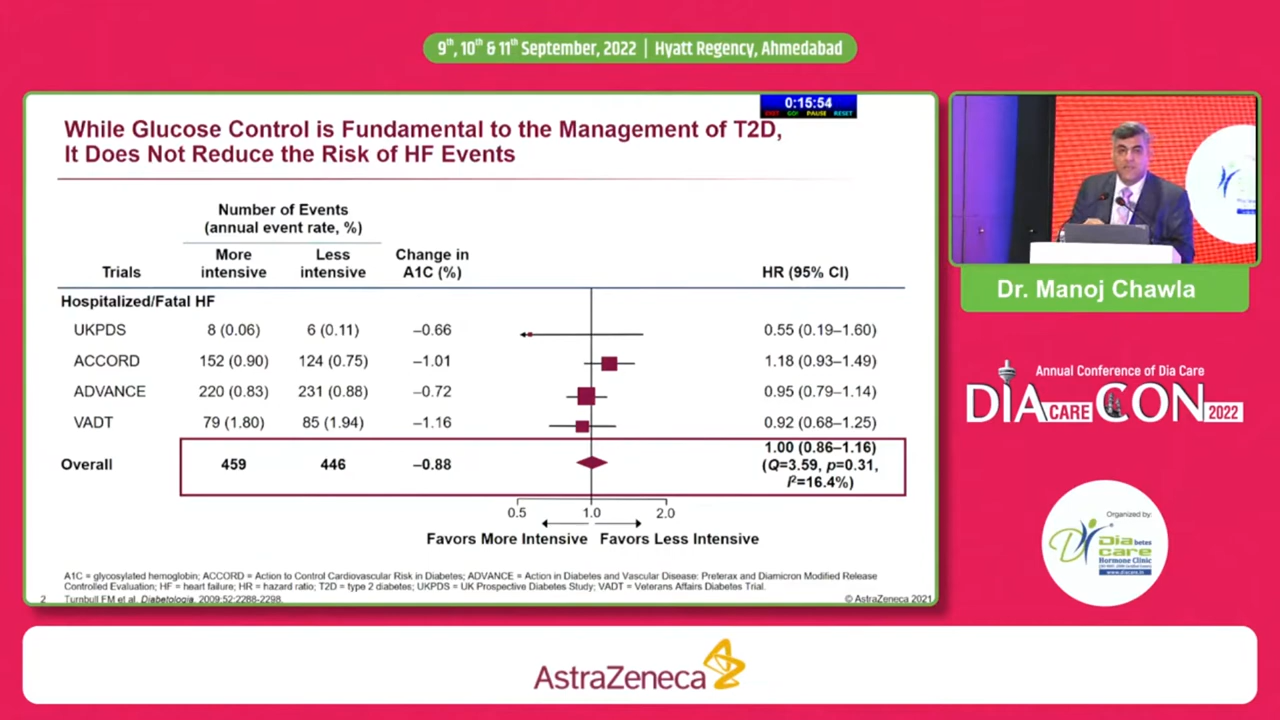 9th, 10th & 11th September, 2022 | Hyatt Regency, Ahmedabad
0:15:54
GO! PAUSE RESET
While Glucose Control is Fundamental to the Management of T2D,
It Does Not Reduce the Risk of HF Events
Number of Events
(annual event rate, %)
Trials
More
intensive
Less
intensive
Change in
A1C (%)
HR (95% CI)
Hospitalized/Fatal HF
UKPDS 8 (0.06) 6 (0.11) –0.66 0.55 (0.19–1.60)
ACCORD 152 (0.90) 124 (0.75) –1.01 1.18 (0.93–1.49)
ADVANCE 220 (0.83) 231 (0.88) –0.72 0.95 (0.79–1.14)
VADT 79 (1.80) 85 (1.94) –1.16 0.92 (0.68–1.25)
Overall 459 446 –0.88 1.00 (0.86–1.16)
(Q=3.59, p=0.31,
I²=16.4%)
0.5 1.0 2.0
Favors More Intensive Favors Less Intensive
A1C = glycosylated hemoglobin; ACCORD = Action to Control Cardiovascular Risk in Diabetes; ADVANCE = Action in Diabetes and Vascular Disease: Preterax and Diamicron Modified Release
Controlled Evaluation; HF = heart failure; HR = hazard ratio; T2D = type 2 diabetes; UKPDS = UK Prospective Diabetes Study; VADT = Veterans Affairs Diabetes Trial.
2 Turnbull FM et al. Diabetologia. 2009;52:2288-2298.
© AstraZeneca 2021
Dr. Manoj Chawla
Annual Conference of Dia Care
DIACARE CON 2022
Organized by:
Diabetes
care
Hormone Clinic
www.diacare.in
AstraZeneca